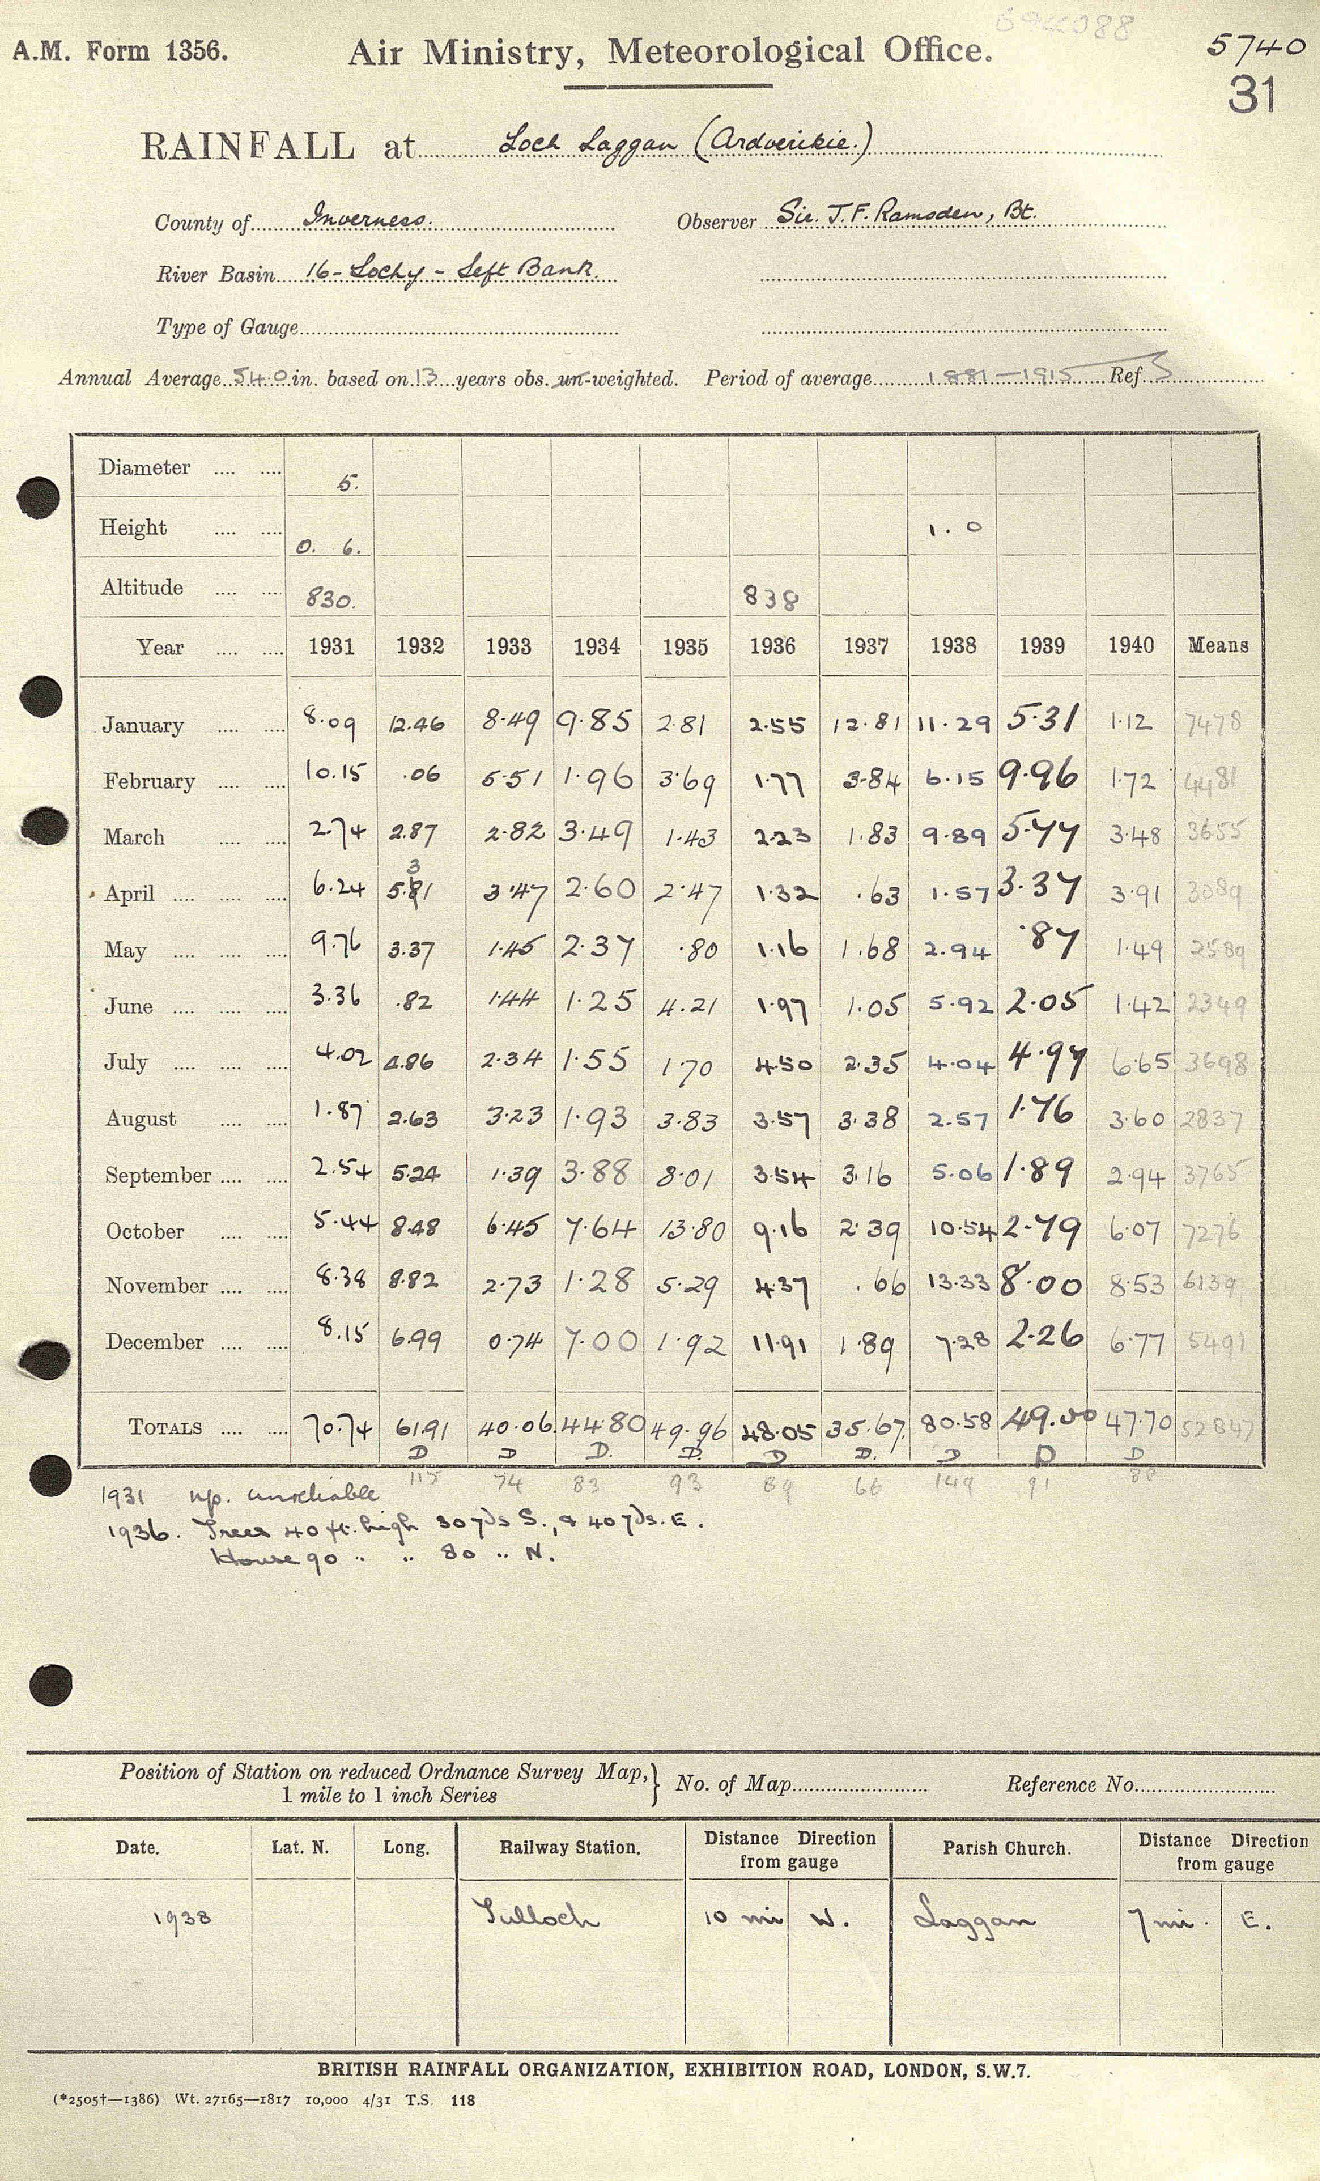 A.M. Form 1356. Air Ministry, Meteorological Office. 5740
31
RAINFALL at Loch Laggan (Ardverikie.)
County of Inverness. Observer Sir. J.F. Ramsden, Bt.
River Basin 16 - Lochy - Left Bank.
Type of Gauge
Annual Average 54.0 in. based on 13 years obs. un-weighted. Period of average 1881-1915 Ref. S
Diameter 5.
Height 0. 6. 1.0
Altitude 830. 838
Year 1931 1932 1933 1934 1935 1936 1937 1938 1939 1940 Means
January 8.09 12.46 8.49 9.85 2.81 2.55 12.81 11.29 5.31 1.12 7478
February 10.15 .06 5.51 1.96 3.69 1.77 3.84 6.15 9.96 1.72 4481
March 2.74 2.87 2.82 3.49 1.43 2.23 1.83 9.89 5.77 3.48 3655
3
April 6.24 5.81 3.47 2.60 2.47 1.32 .63 1.57 3.37 3.91 3089
May 9.76 3.37 1.45 2.37 .80 1.16 1.68 2.94 .87 1.49 2589
June 3.36 .82 1.44 1.25 4.21 1.97 1.05 5.92 2.05 1.42 2349
July 4.02 4.86 2.34 1.55 1.70 4.50 2.35 4.04 4.97 6.65 3698
August 1.87 2.63 3.23 1.93 3.83 3.57 3.38 2.57 1.76 3.60 2837
September 2.54 5.24 1.39 3.88 8.01 3.54 3.16 5.06 1.89 2.94 3765
October 5.44 8.48 6.45 7.64 13.80 9.16 2.39 10.54 2.79 6.07 7276
November 8.38 8.82 2.73 1.28 5.29 4.37 .66 13.33 8.00 8.53 6139
December 8.15 6.99 0.74 7.00 1.92 11.91 1.89 7.28 2.26 6.77 5491
TOTALS 70.74 61.91 40.06 44.80 49.96 48.05 35.67 80.58 49.00 47.70 52847
D D D. D. D D. D D D
115 74 83 93 89 66 149 91 88
1931 up. unreliable
1936. Trees 40 ft. high 30 yds S., & 40 yds. E.
House 90 " " 80 " N.
Position of Station on reduced Ordnance Survey Map,} No. of Map Reference No.
1 mile to 1 inch Series
Date. Lat. N. Long. Railway Station. Distance Direction from gauge Parish Church. Distance Direction from gauge
1938 Tulloch 10 mi W. Laggan 7 mi. E.
BRITISH RAINFALL ORGANIZATION, EXHIBITION ROAD, LONDON, S.W.7.
(*2505†—1386) Wt. 27165—1817 10,000 4/31 T.S. 118